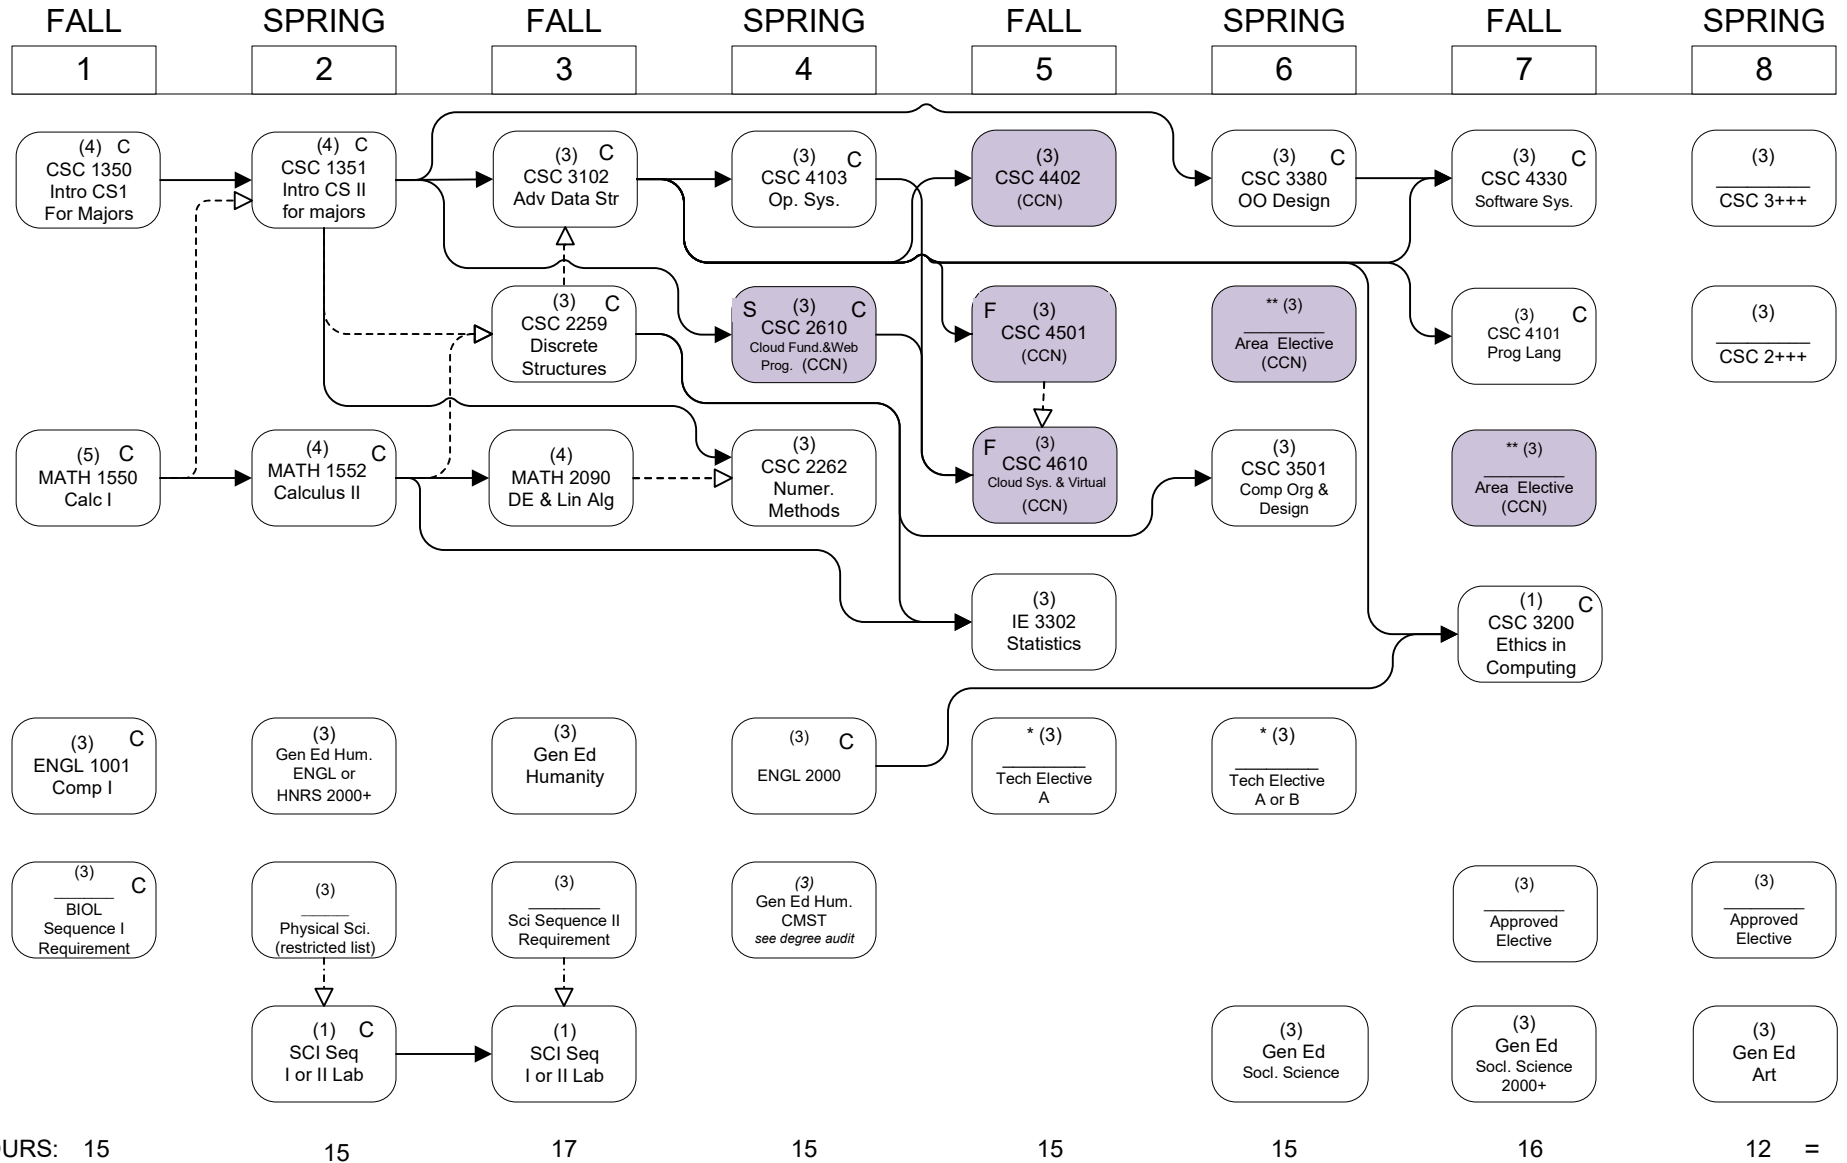 FALL SPRING FALL SPRING FALL SPRING FALL SPRING
1 2 3 4 5 6 7 8
(4) C
CSC 1350
Intro CS1
For Majors
(4) C
CSC 1351
Intro CS II
for majors
(3) C
CSC 3102
Adv Data Str
(3) C
CSC 4103
Op. Sys.
(3)
CSC 4402
(CCN)
(3) C
CSC 3380
OO Design
(3) C
CSC 4330
Software Sys.
(3)
CSC 3+++
(3) C
CSC 2259
Discrete
Structures
S (3) C
CSC 2610
Cloud Fund.&Web
Prog. (CCN)
F (3)
CSC 4501
(CCN)
** (3)
Area Elective
(CCN)
(3) C
CSC 4101
Prog Lang
(3)
CSC 2+++
(5) C
MATH 1550
Calc I
(4) C
MATH 1552
Calculus II
(4)
MATH 2090
DE & Lin Alg
(3)
CSC 2262
Numer.
Methods
F (3)
CSC 4610
Cloud Sys. & Virtual
(CCN)
(3)
CSC 3501
Comp Org &
Design
** (3)
Area Elective
(CCN)
(3)
IE 3302
Statistics
(1) C
CSC 3200
Ethics in
Computing
(3) C
ENGL 1001
Comp I
(3)
Gen Ed Hum.
ENGL or
HNRS 2000+
(3)
Gen Ed
Humanity
(3) C
ENGL 2000
* (3)
Tech Elective
A
* (3)
Tech Elective
A or B
(3) C
BIOL
Sequence I
Requirement
(3)
Physical Sci.
(restricted list)
(3)
Sci Sequence II
Requirement
(3)
Gen Ed Hum.
CMST
see degree audit
(3)
Approved
Elective
(3)
Approved
Elective
(1) C
SCI Seq
I or II Lab
(1)
SCI Seq
I or II Lab
(3)
Gen Ed
Socl. Science
(3)
Gen Ed
Socl. Science
2000+
(3)
Gen Ed
Art
OURS: 15 15 17 15 15 15 16 12 =